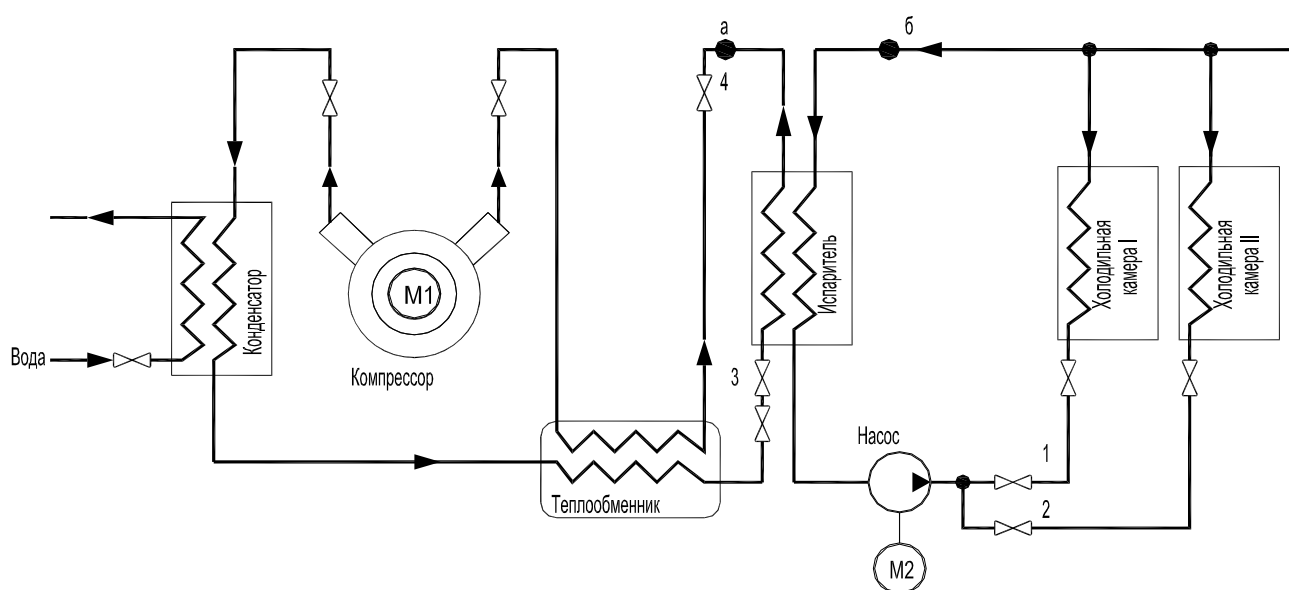 а
б
4
Вода
Конденсатор
М1
Компрессор
Теплообменник
3
Испаритель
Насос
М2
1
2
Холодильная
камера I
Холодильная
камера II